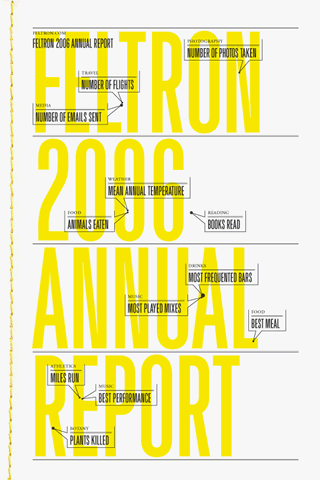 FELTRON.COM
FELTRON 2006 ANNUAL REPORT
PHOTOGRAPHY
NUMBER OF PHOTOS TAKEN
FELTRON
TRAVEL
NUMBER OF FLIGHTS
MEDIA
NUMBER OF EMAILS SENT
2006
WEATHER
MEAN ANNUAL TEMPERATURE
FOOD
ANIMALS EATEN
READING
BOOKS READ
ANNUAL
DRINKS
MOST FREQUENTED BARS
MUSIC
MOST PLAYED MIXES
FOOD
BEST MEAL
REPORT
ATHLETICS
MILES RUN
MUSIC
BEST PERFORMANCE
BOTANY
PLANTS KILLED